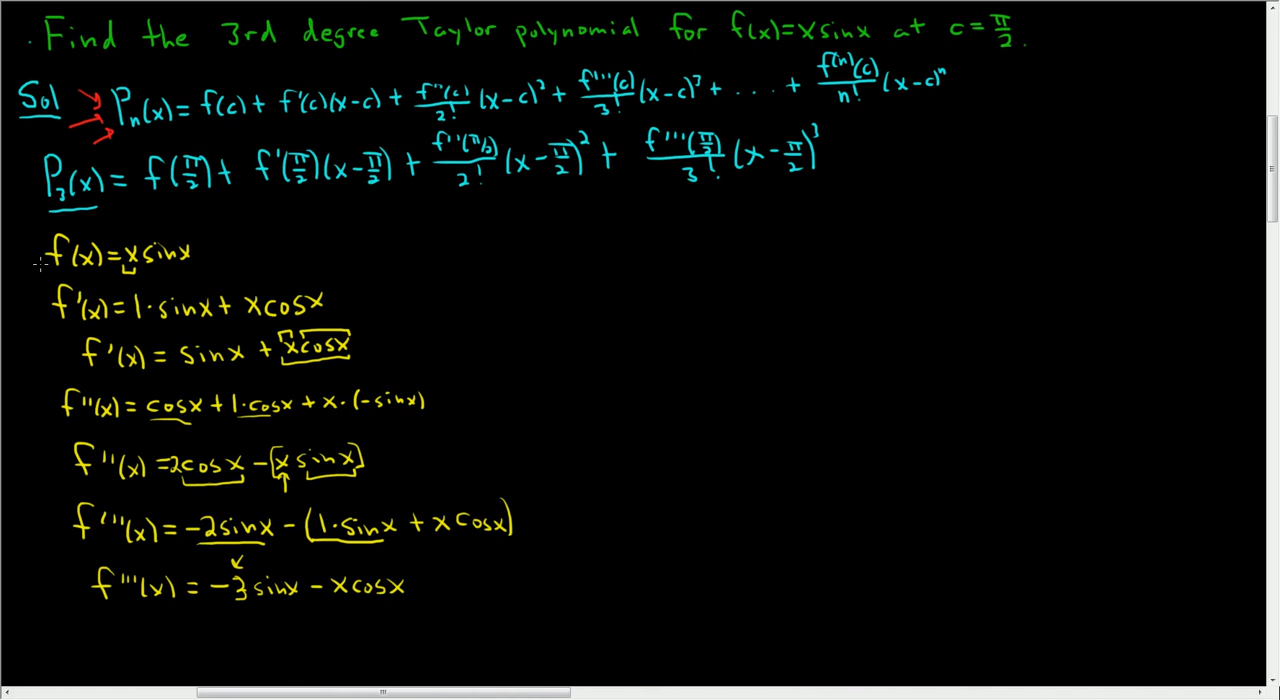 . Find the 3rd degree Taylor polynomial for f(x)=xsinx at c=π/2.
Sol Pₙ(x) = f(c) + f'(c)(x-c) + f''(c)/2! (x-c)² + f'''(c)/3! (x-c)³ + . . . + f⁽ⁿ⁾(c)/n! (x-c)ⁿ
P₃(x) = f(π/2) + f'(π/2)(x-π/2) + f''(π/2)/2! (x-π/2)² + f'''(π/2)/3! (x-π/2)³
f(x)=xsinx
f'(x)=1·sinx+ xcosx
f'(x) = sinx + xcosx
f''(x) = cosx + 1·cosx + x·(-sinx)
f''(x) =2cosx - [x sinx]
f'''(x) = -2sinx - (1·sinx + xcosx)
f'''(x) = -3sinx - xcosx